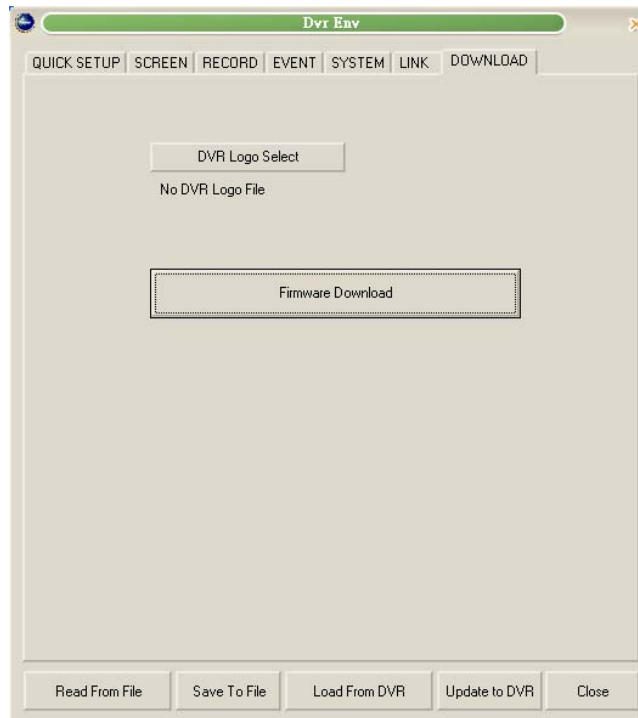 Dvr Env
QUICK SETUP SCREEN RECORD EVENT SYSTEM LINK DOWNLOAD
DVR Logo Select
No DVR Logo File
Firmware Download
Read From File Save To File Load From DVR Update to DVR Close